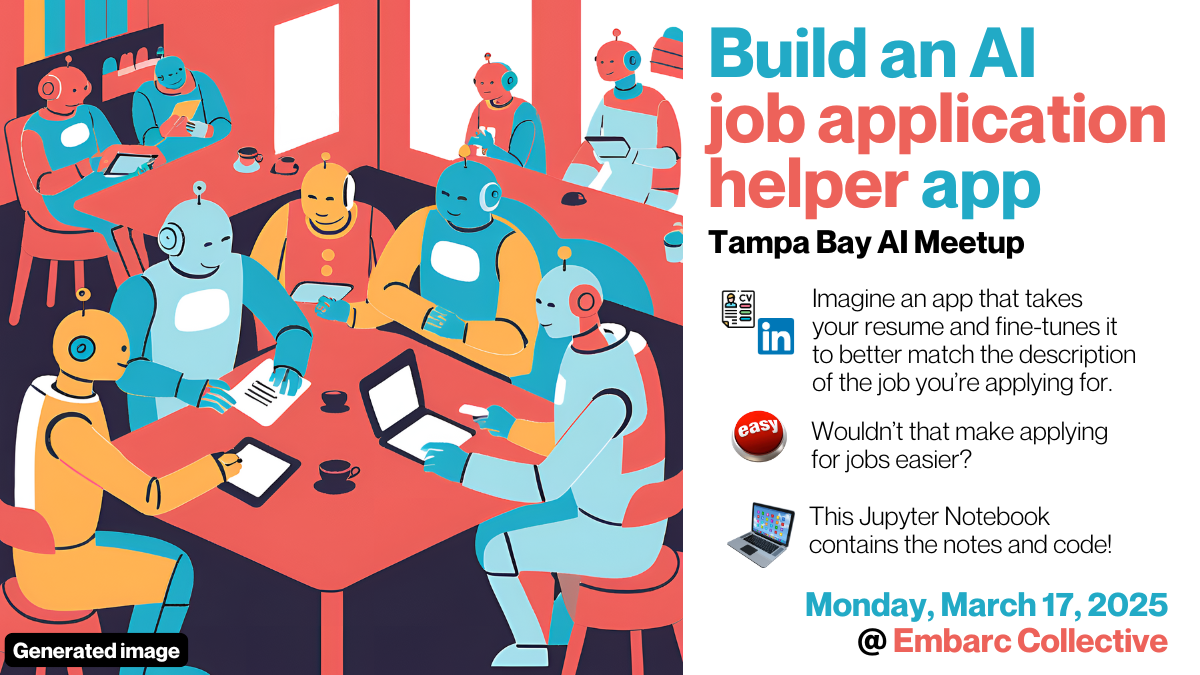 Build an AI
job application
helper app
Tampa Bay AI Meetup
CV
in
Imagine an app that takes
your resume and fine-tunes it
to better match the description
of the job you’re applying for.
easy
Wouldn’t that make applying
for jobs easier?
This Jupyter Notebook
contains the notes and code!
Monday, March 17, 2025
@ Embarc Collective
Generated image